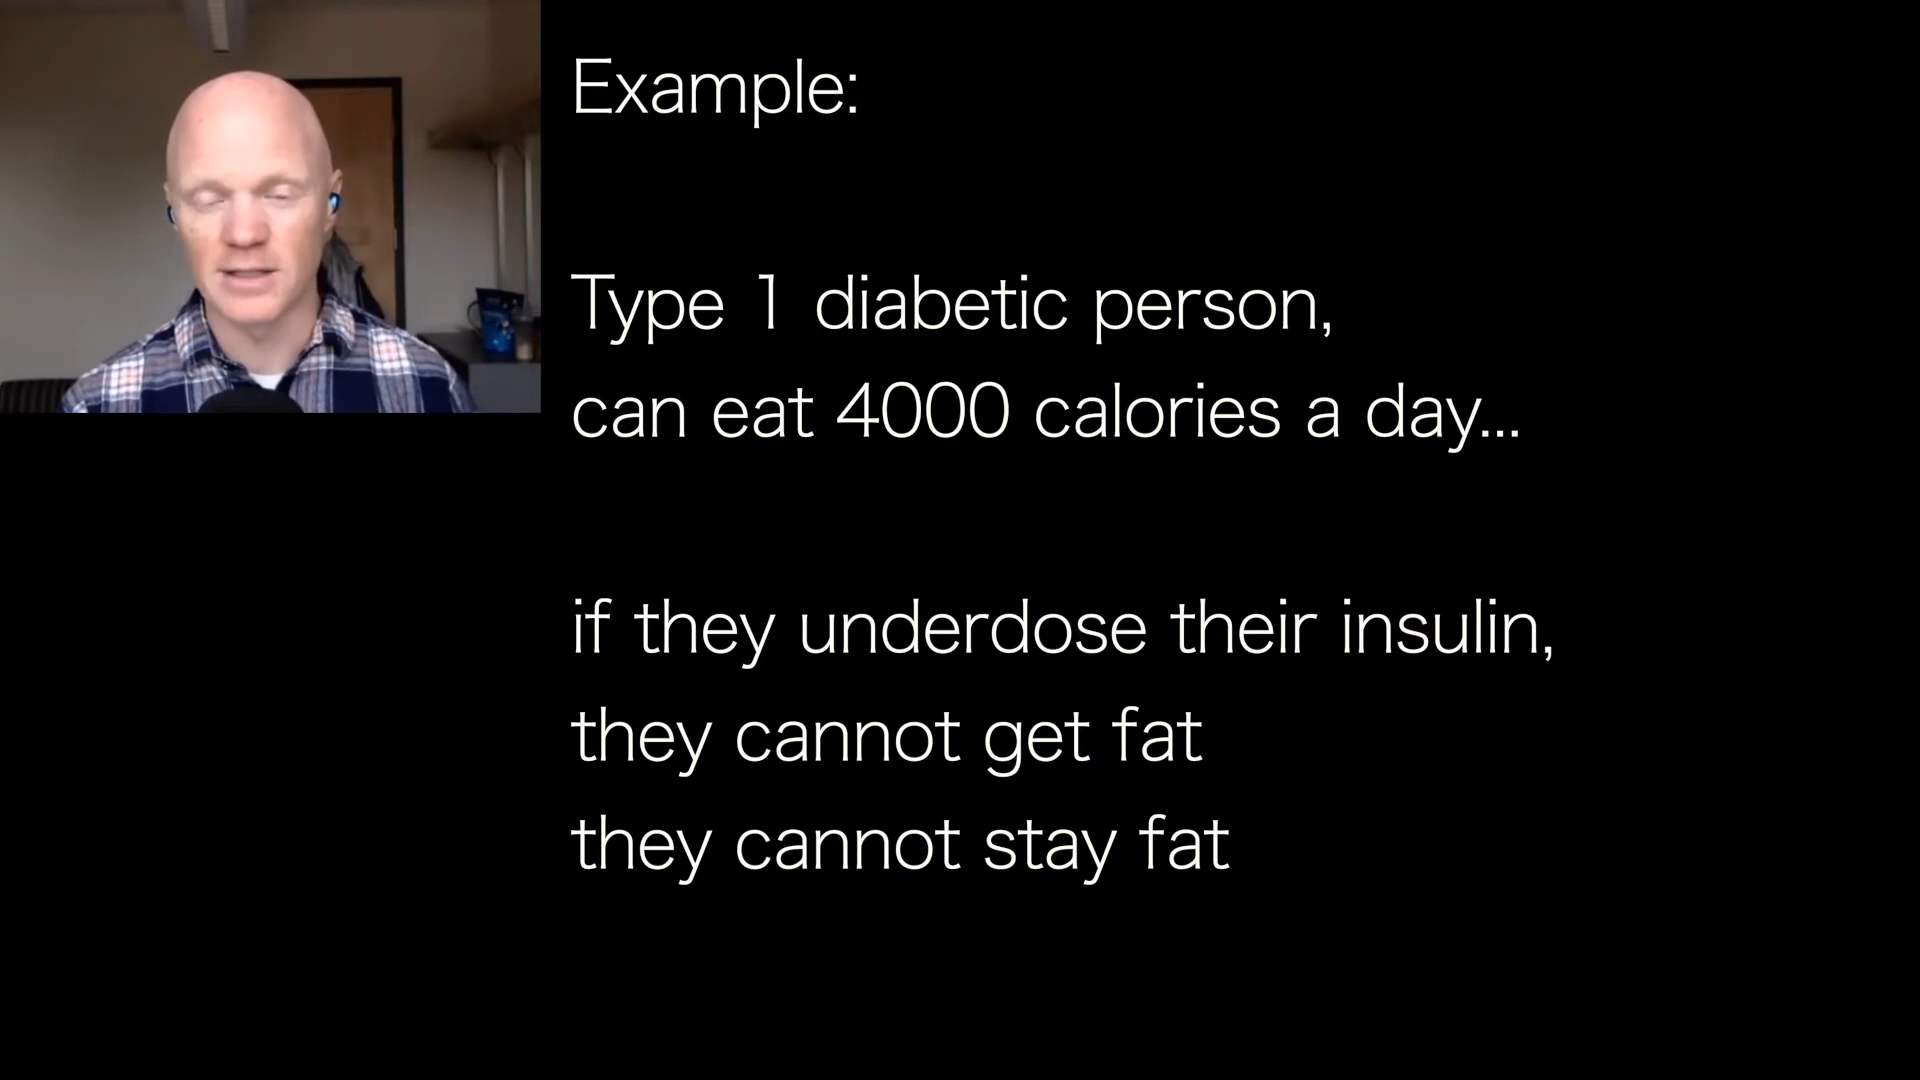 Example:
Type 1 diabetic person,
can eat 4000 calories a day...
if they underdose their insulin,
they cannot get fat
they cannot stay fat